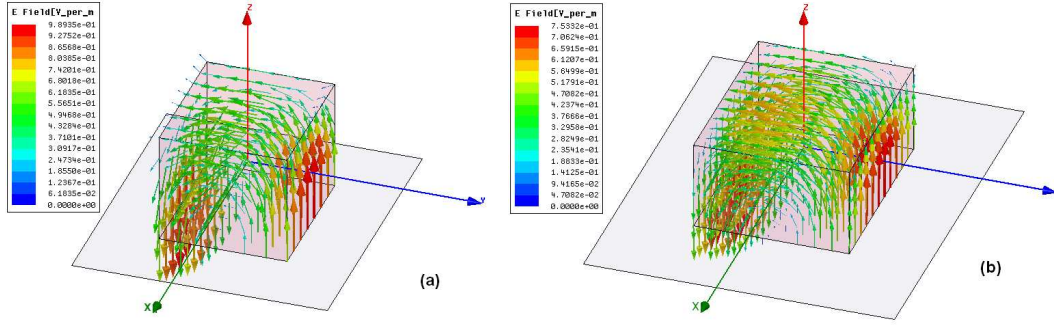 E Field[V_per_m
9.8935e-01
9.2752e-01
8.6568e-01
8.0385e-01
7.4201e-01
6.8018e-01
6.1835e-01
5.5651e-01
4.9468e-01
4.3284e-01
3.7101e-01
3.0917e-01
2.4734e-01
1.8550e-01
1.2367e-01
6.1835e-02
0.0000e+00
Z
Y
X
(a)
E Field[V_per_m
7.5332e-01
7.0624e-01
6.5915e-01
6.1207e-01
5.6499e-01
5.1791e-01
4.7082e-01
4.2374e-01
3.7666e-01
3.2958e-01
2.8249e-01
2.3541e-01
1.8833e-01
1.4125e-01
9.4165e-02
4.7082e-02
0.0000e+00
Z
X
(b)